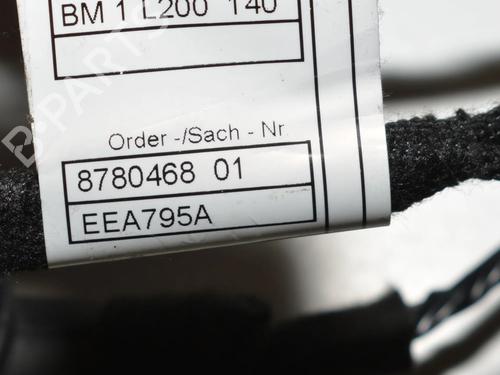 BM 1 L200 140
Order -/Sach - Nr
8780468 01
EEA795A